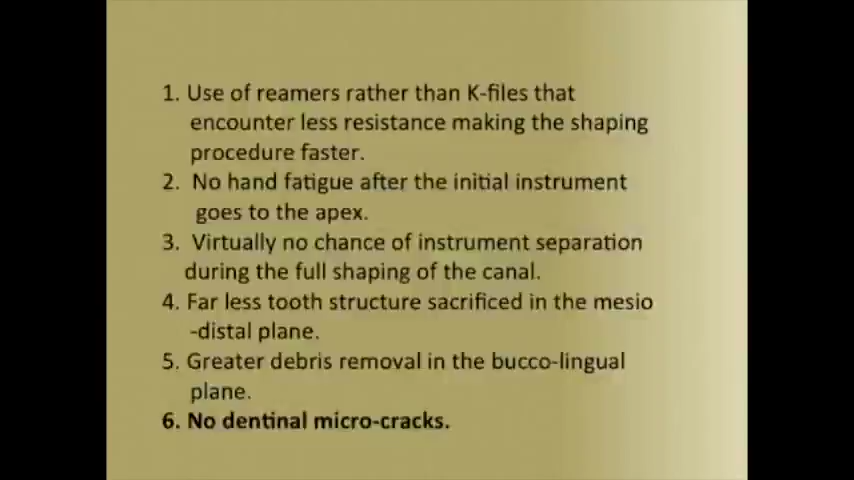 1. Use of reamers rather than K-files that
encounter less resistance making the shaping
procedure faster.
2. No hand fatigue after the initial instrument
goes to the apex.
3. Virtually no chance of instrument separation
during the full shaping of the canal.
4. Far less tooth structure sacrificed in the mesio
-distal plane.
5. Greater debris removal in the bucco-lingual
plane.
6. No dentinal micro-cracks.